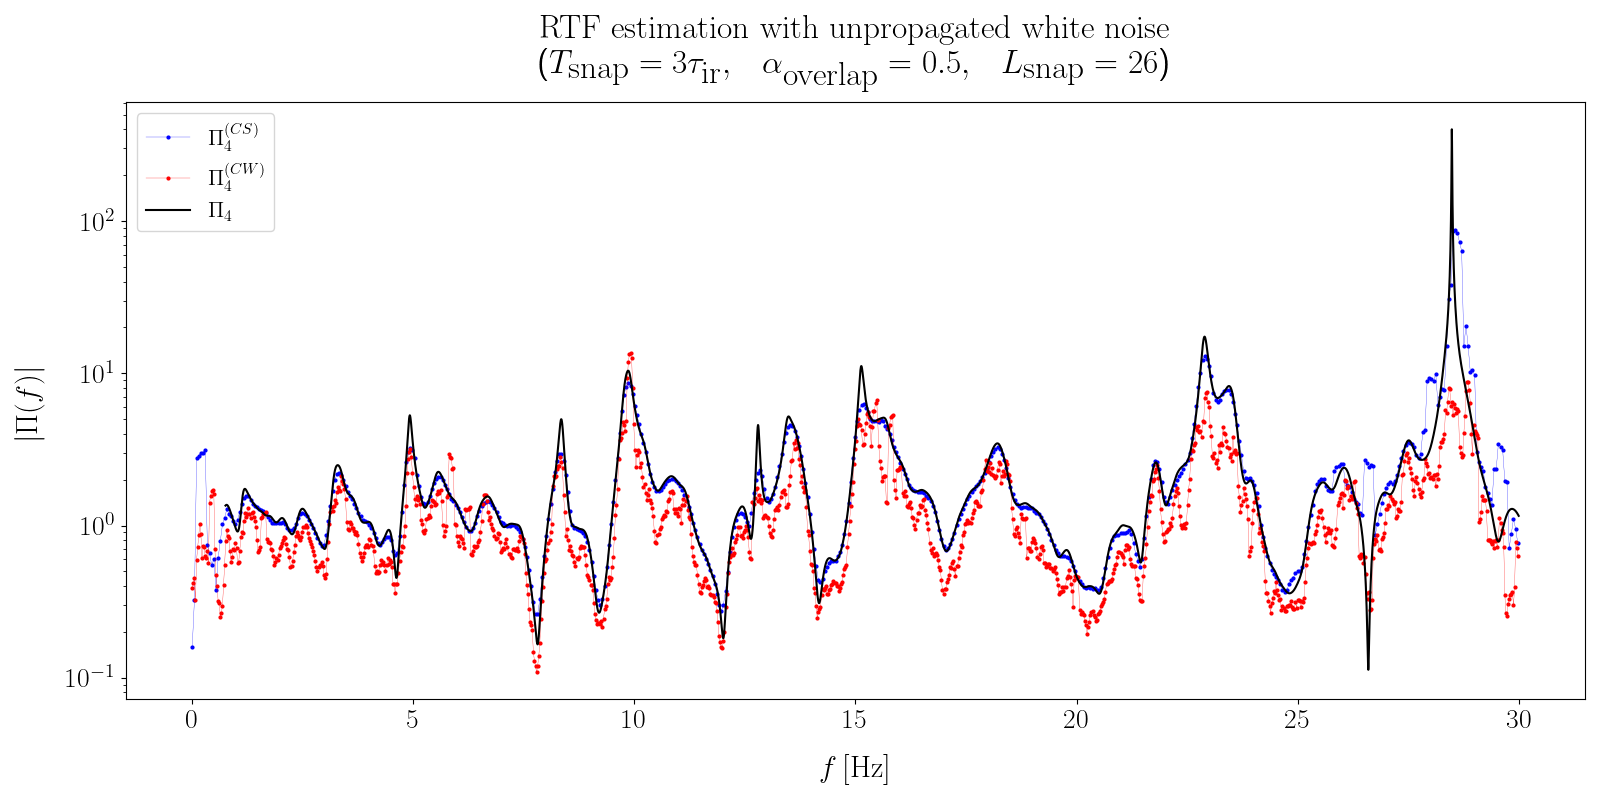 RTF estimation with unpropagated white noise
(T_snap = 3τ_ir, α_overlap = 0.5, L_snap = 26)
Π_4^(CS)
Π_4^(CW)
Π_4
|Π(f)|
10^2
10^1
10^0
10^−1
0 5 10 15 20 25 30
f [Hz]